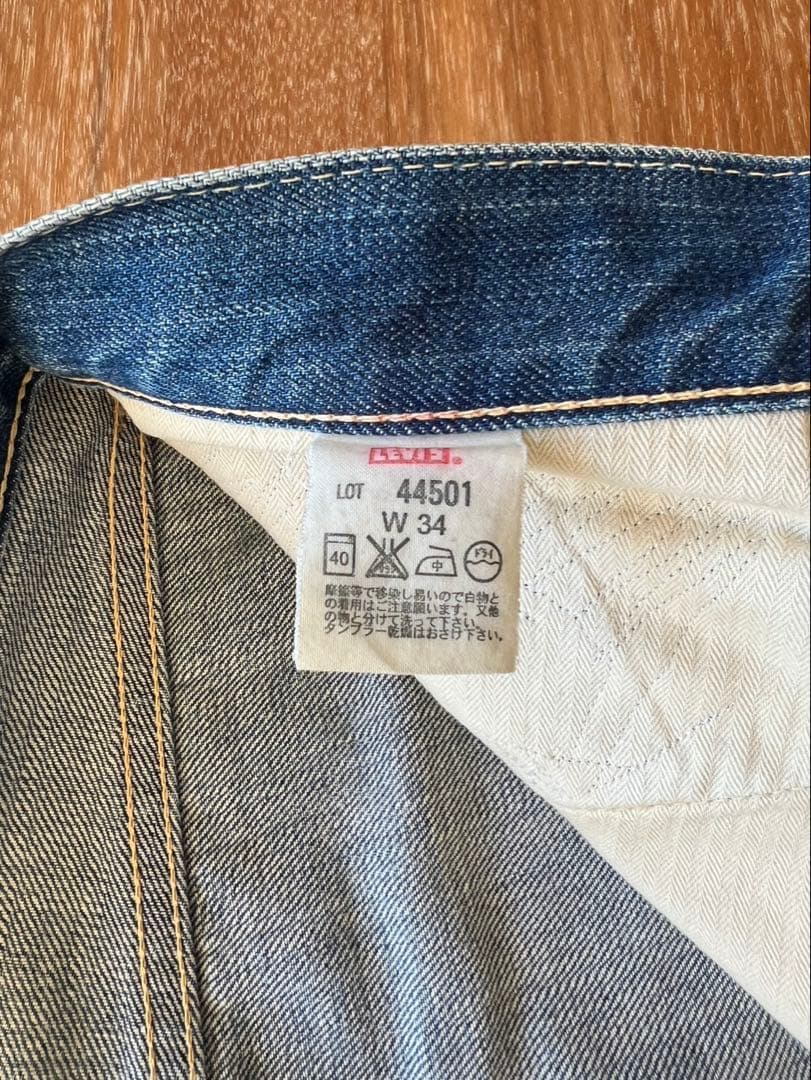 LEVI'S®
LOT 44501
W 34
40 中 ドライ
摩擦等で移染し易いので白物と
の着用はご注意願います。又他
の物と分けて洗って下さい。
タンブラー乾燥はおさけ下さい。